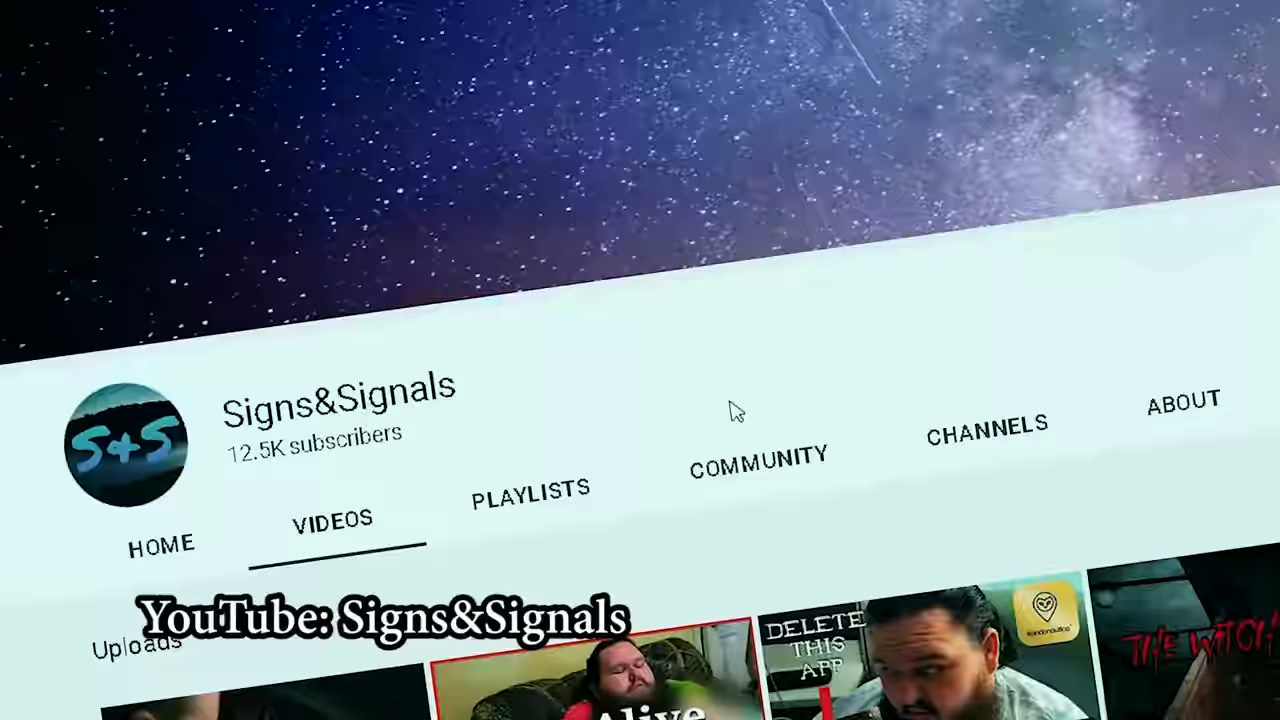 S&S
Signs&Signals
12.5K subscribers
HOME
VIDEOS
PLAYLISTS
COMMUNITY
CHANNELS
ABOUT
YouTube: Signs&Signals
Uploads
Alive
DELETE
THIS
APP
randonautica
THE WITCH